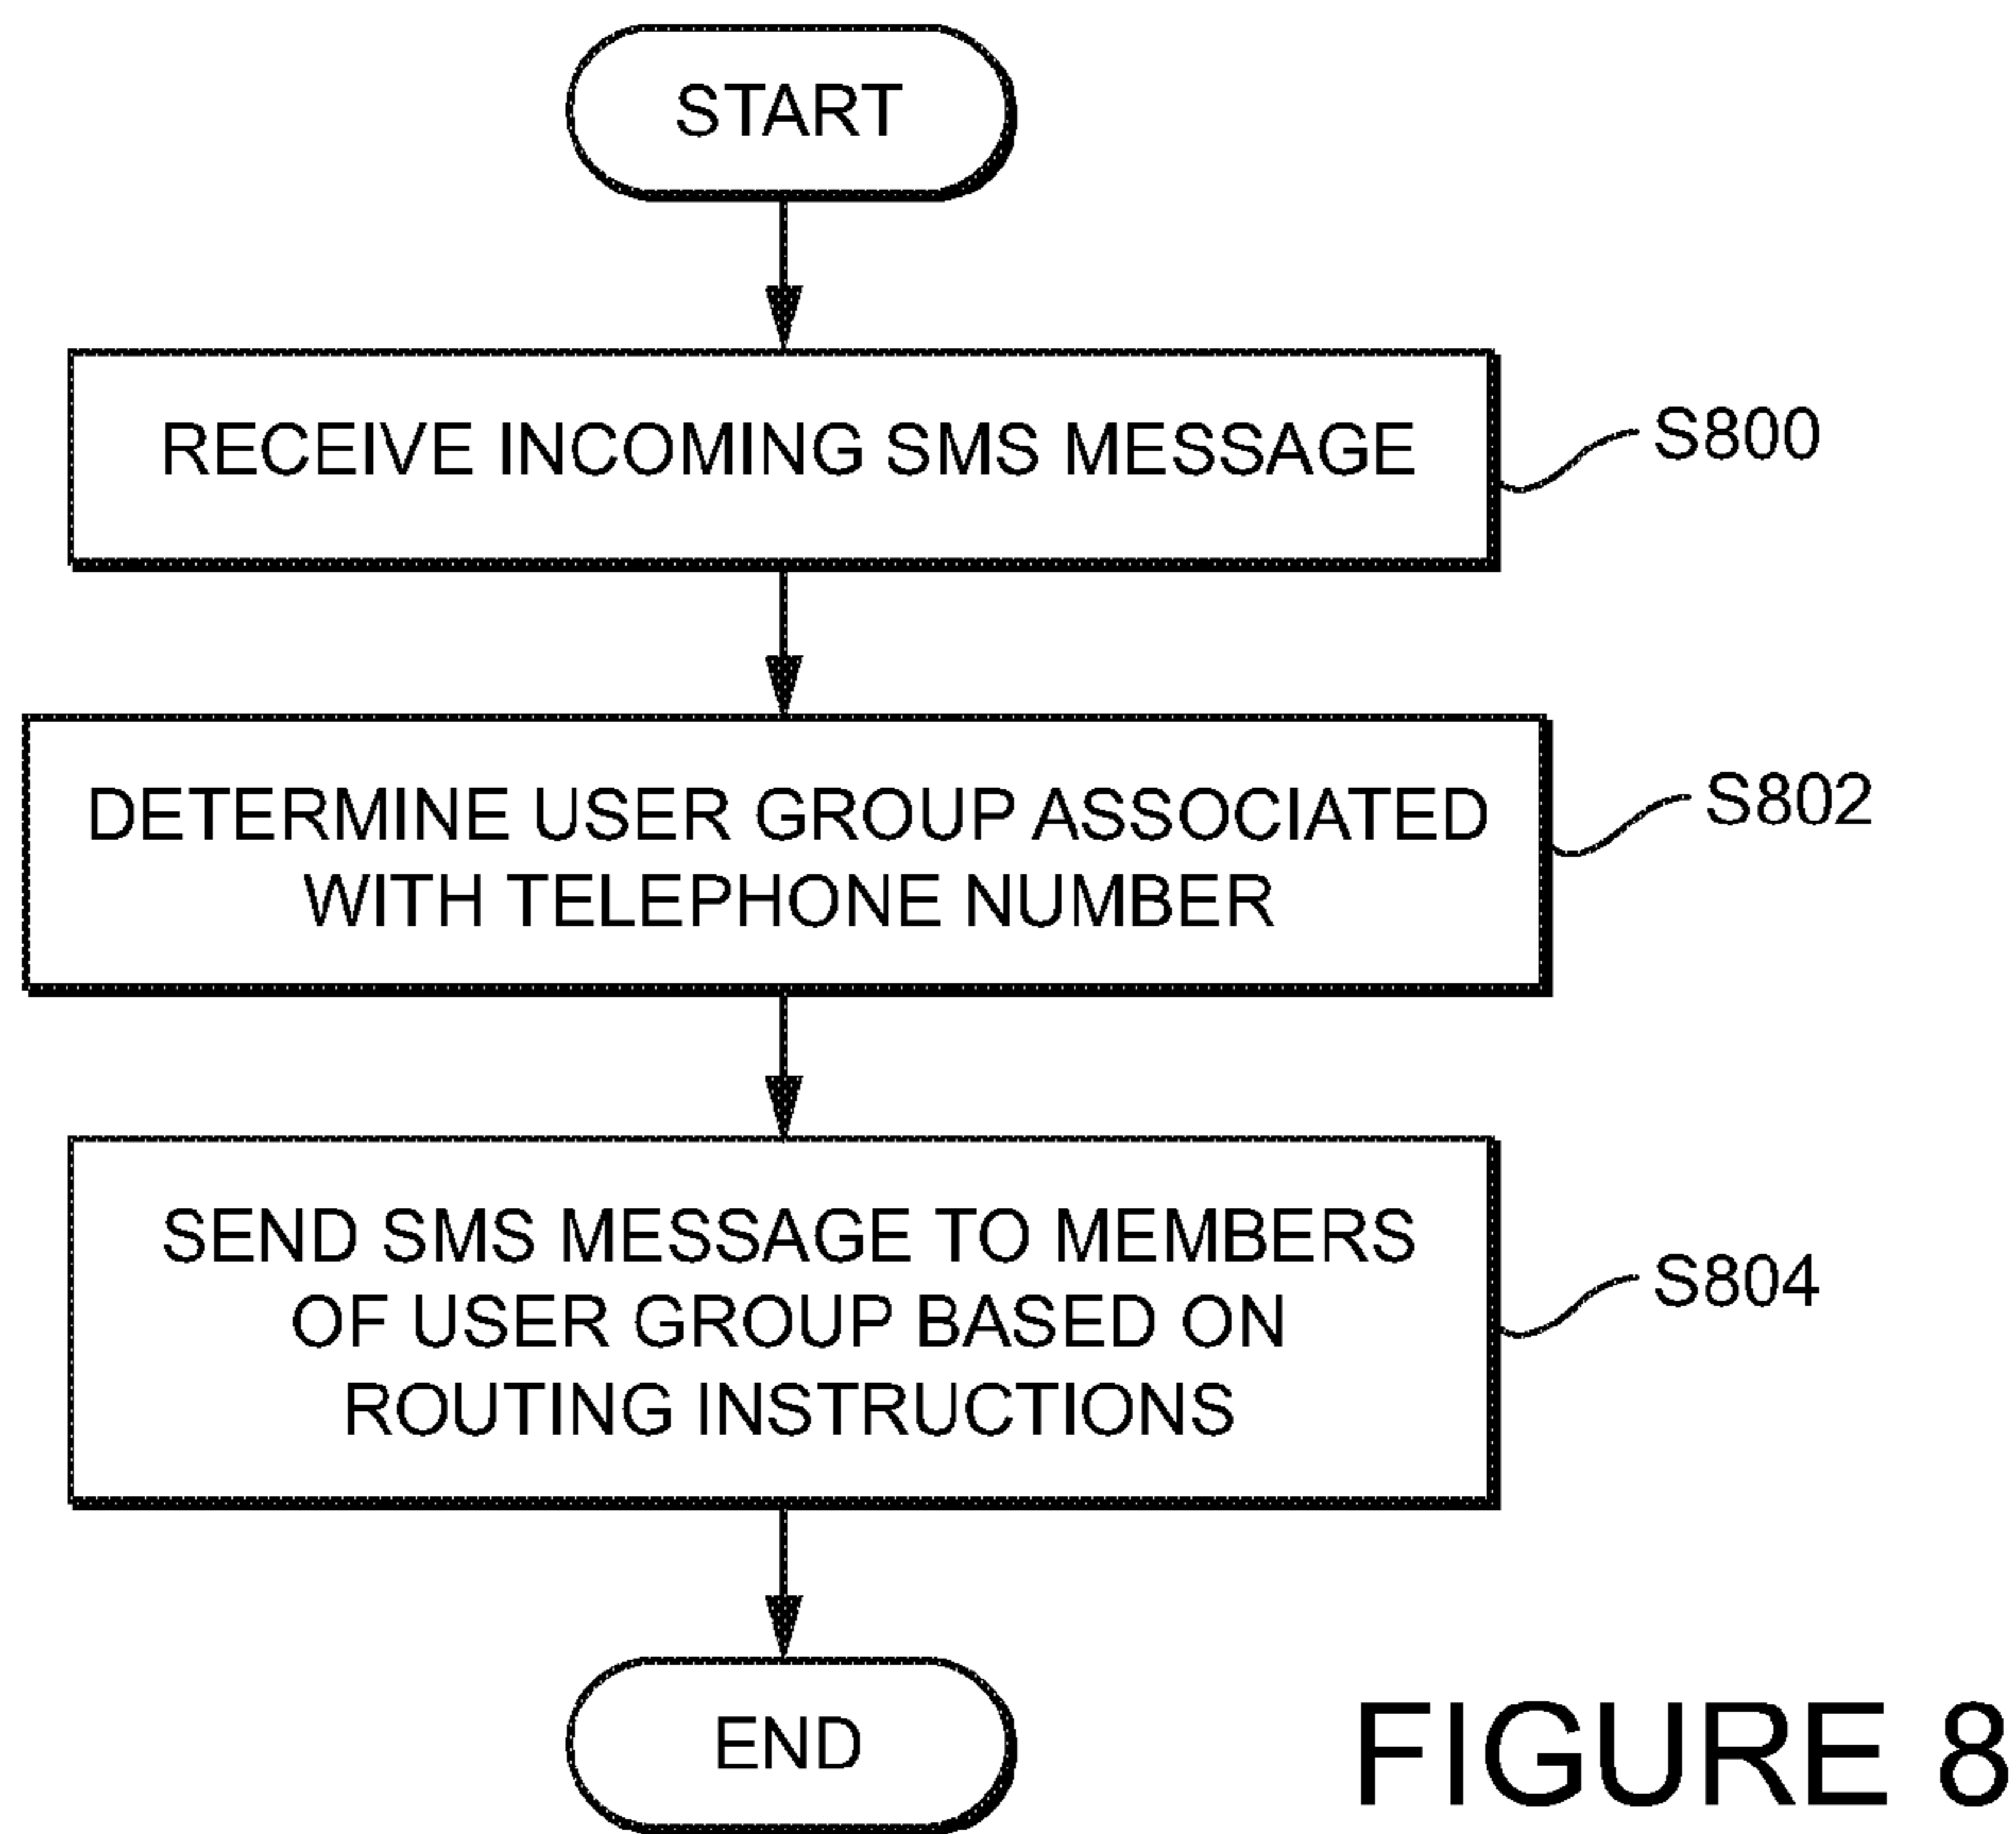 START
RECEIVE INCOMING SMS MESSAGE
S800
DETERMINE USER GROUP ASSOCIATED
WITH TELEPHONE NUMBER
S802
SEND SMS MESSAGE TO MEMBERS
OF USER GROUP BASED ON
ROUTING INSTRUCTIONS
S804
END
FIGURE 8